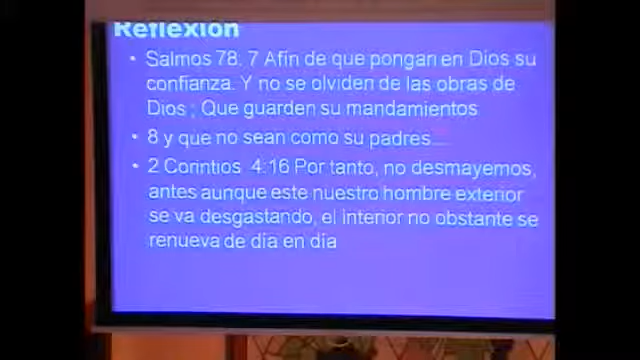 Reflexión
• Salmos 78: 7 Afín de que pongan en Dios su
confianza. Y no se olviden de las obras de
Dios ; Que guarden su mandamientos
• 8 y que no sean como su padres....
• 2 Corintios 4:16 Por tanto, no desmayemos,
antes aunque este nuestro hombre exterior
se va desgastando, el interior no obstante se
renueva de día en día